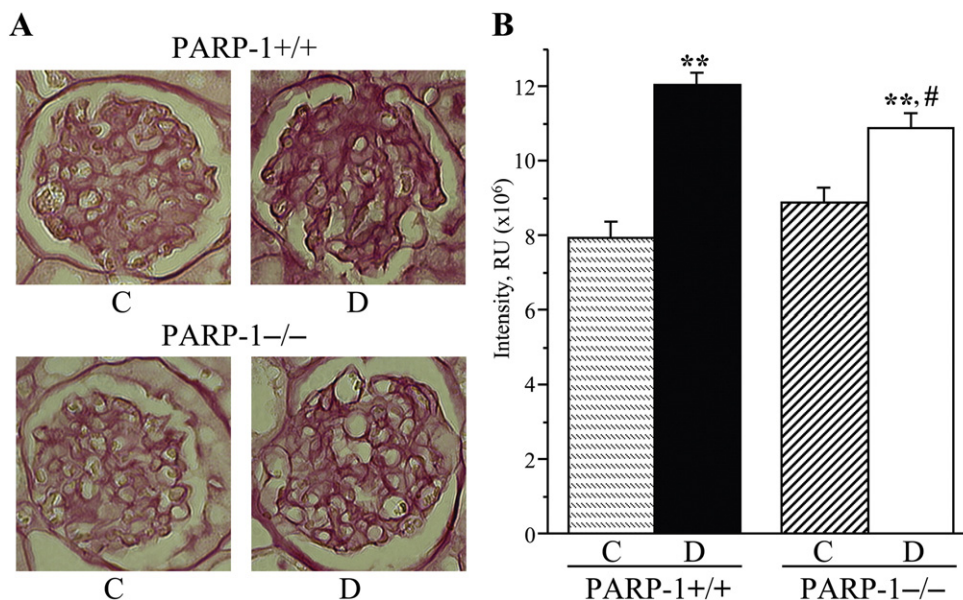 A
PARP-1+/+
C D
PARP-1–/–
C D
B
Intensity, RU (x10⁶)
12
10
8
6
4
2
0
**
**, #
C D C D
PARP-1+/+ PARP-1–/–